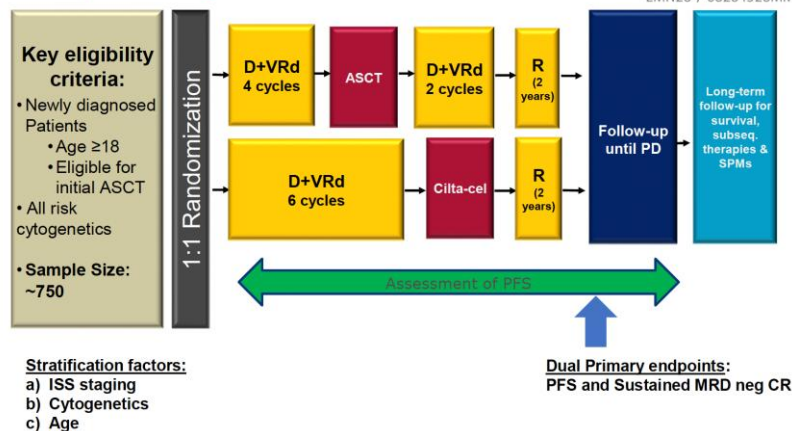 Key eligibility
criteria:
• Newly diagnosed
Patients
• Age ≥18
• Eligible for
initial ASCT
• All risk
cytogenetics
• Sample Size:
~750
1:1 Randomization
D+VRd
4 cycles
ASCT
D+VRd
2 cycles
R
(2
years)
D+VRd
6 cycles
Cilta-cel
R
(2
years)
Follow-up
until PD
Long-term
follow-up for
survival,
subseq.
therapies &
SPMs
Assessment of PFS
Stratification factors:
a) ISS staging
b) Cytogenetics
c) Age
Dual Primary endpoints:
PFS and Sustained MRD neg CR